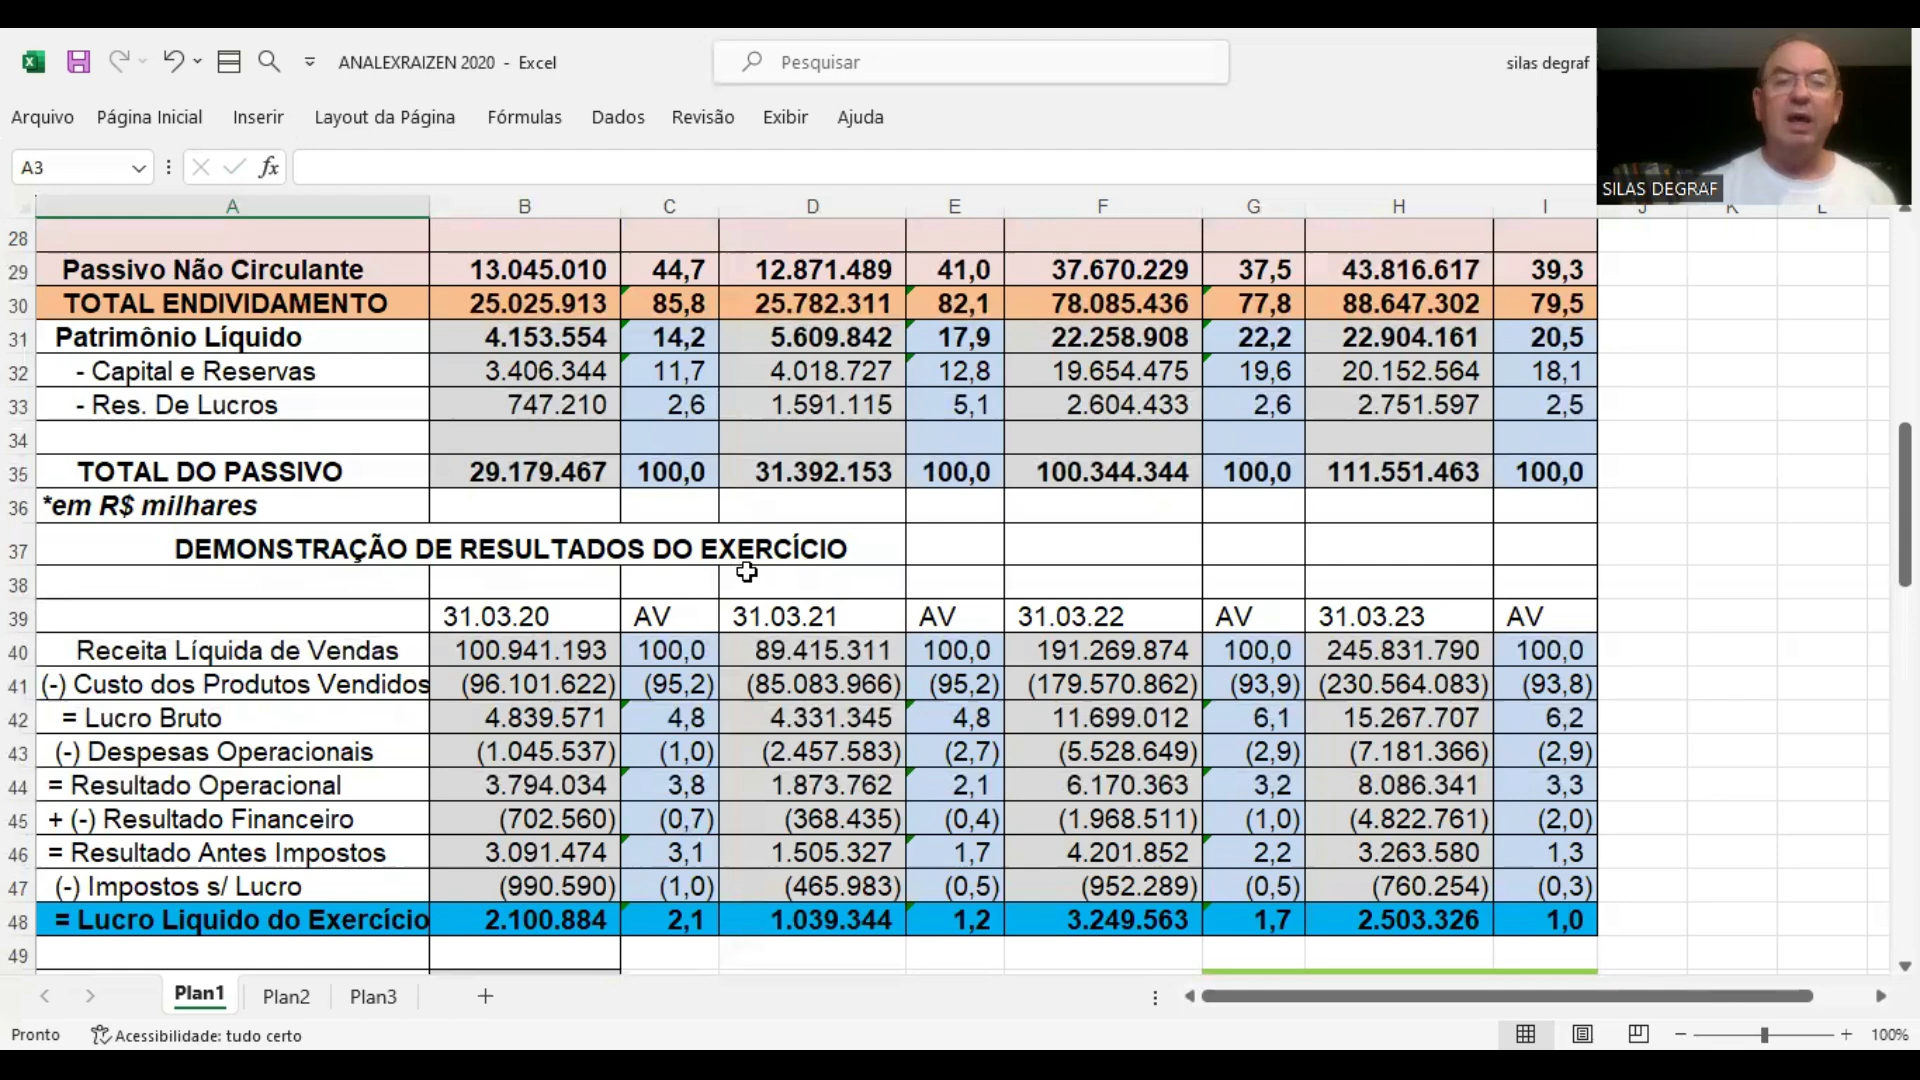 ANALEXRAIZEN 2020 - Excel
Pesquisar
silas degraf
Arquivo Página Inicial Inserir Layout da Página Fórmulas Dados Revisão Exibir Ajuda
A3
fx
SILAS DEGRAF
A B C D E F G H I J K L
28
29 Passivo Não Circulante 13.045.010 44,7 12.871.489 41,0 37.670.229 37,5 43.816.617 39,3
30 TOTAL ENDIVIDAMENTO 25.025.913 85,8 25.782.311 82,1 78.085.436 77,8 88.647.302 79,5
31 Patrimônio Líquido 4.153.554 14,2 5.609.842 17,9 22.258.908 22,2 22.904.161 20,5
32 - Capital e Reservas 3.406.344 11,7 4.018.727 12,8 19.654.475 19,6 20.152.564 18,1
33 - Res. De Lucros 747.210 2,6 1.591.115 5,1 2.604.433 2,6 2.751.597 2,5
34
35 TOTAL DO PASSIVO 29.179.467 100,0 31.392.153 100,0 100.344.344 100,0 111.551.463 100,0
36 *em R$ milhares
37 DEMONSTRAÇÃO DE RESULTADOS DO EXERCÍCIO
38
39 31.03.20 AV 31.03.21 AV 31.03.22 AV 31.03.23 AV
40 Receita Líquida de Vendas 100.941.193 100,0 89.415.311 100,0 191.269.874 100,0 245.831.790 100,0
41 (-) Custo dos Produtos Vendidos (96.101.622) (95,2) (85.083.966) (95,2) (179.570.862) (93,9) (230.564.083) (93,8)
42 = Lucro Bruto 4.839.571 4,8 4.331.345 4,8 11.699.012 6,1 15.267.707 6,2
43 (-) Despesas Operacionais (1.045.537) (1,0) (2.457.583) (2,7) (5.528.649) (2,9) (7.181.366) (2,9)
44 = Resultado Operacional 3.794.034 3,8 1.873.762 2,1 6.170.363 3,2 8.086.341 3,3
45 + (-) Resultado Financeiro (702.560) (0,7) (368.435) (0,4) (1.968.511) (1,0) (4.822.761) (2,0)
46 = Resultado Antes Impostos 3.091.474 3,1 1.505.327 1,7 4.201.852 2,2 3.263.580 1,3
47 (-) Impostos s/ Lucro (990.590) (1,0) (465.983) (0,5) (952.289) (0,5) (760.254) (0,3)
48 = Lucro Liquido do Exercício 2.100.884 2,1 1.039.344 1,2 3.249.563 1,7 2.503.326 1,0
49
Plan1 Plan2 Plan3
Pronto Acessibilidade: tudo certo 100%